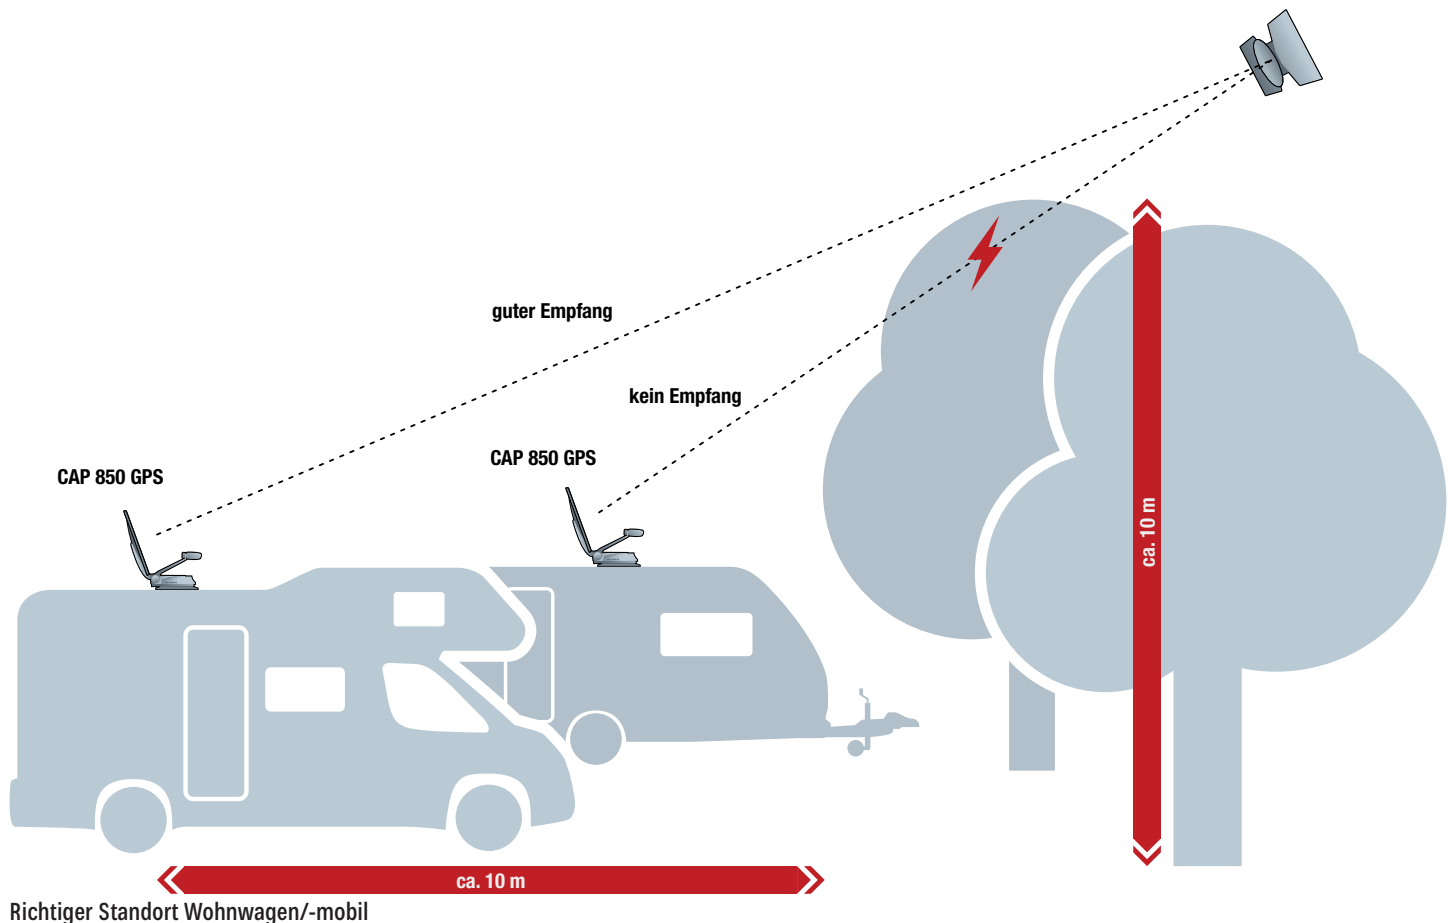 guter Empfang
kein Empfang
CAP 850 GPS
CAP 850 GPS
ca. 10 m
ca. 10 m
Richtiger Standort Wohnwagen/-mobil